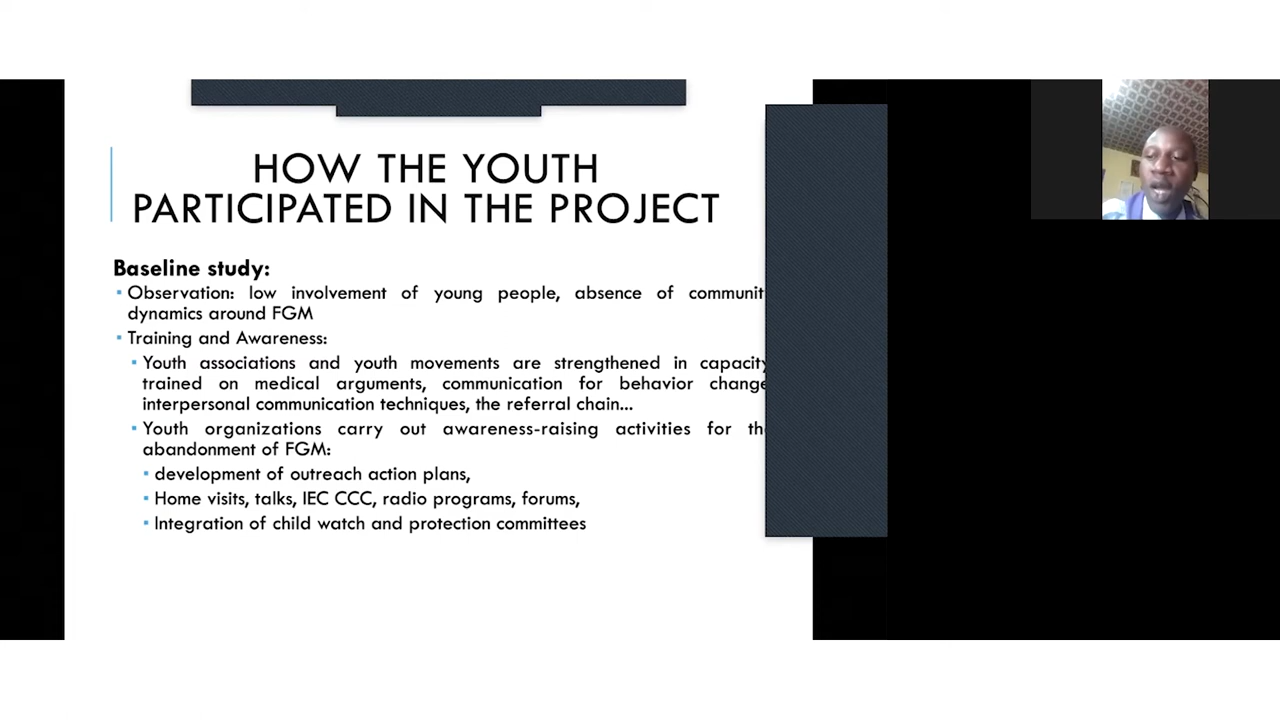 HOW THE YOUTH
PARTICIPATED IN THE PROJECT
Baseline study:
▪ Observation: low involvement of young people, absence of communit
dynamics around FGM
▪ Training and Awareness:
▪ Youth associations and youth movements are strengthened in capacity
trained on medical arguments, communication for behavior change
interpersonal communication techniques, the referral chain...
▪ Youth organizations carry out awareness-raising activities for th
abandonment of FGM:
▪ development of outreach action plans,
▪ Home visits, talks, IEC CCC, radio programs, forums,
▪ Integration of child watch and protection committees